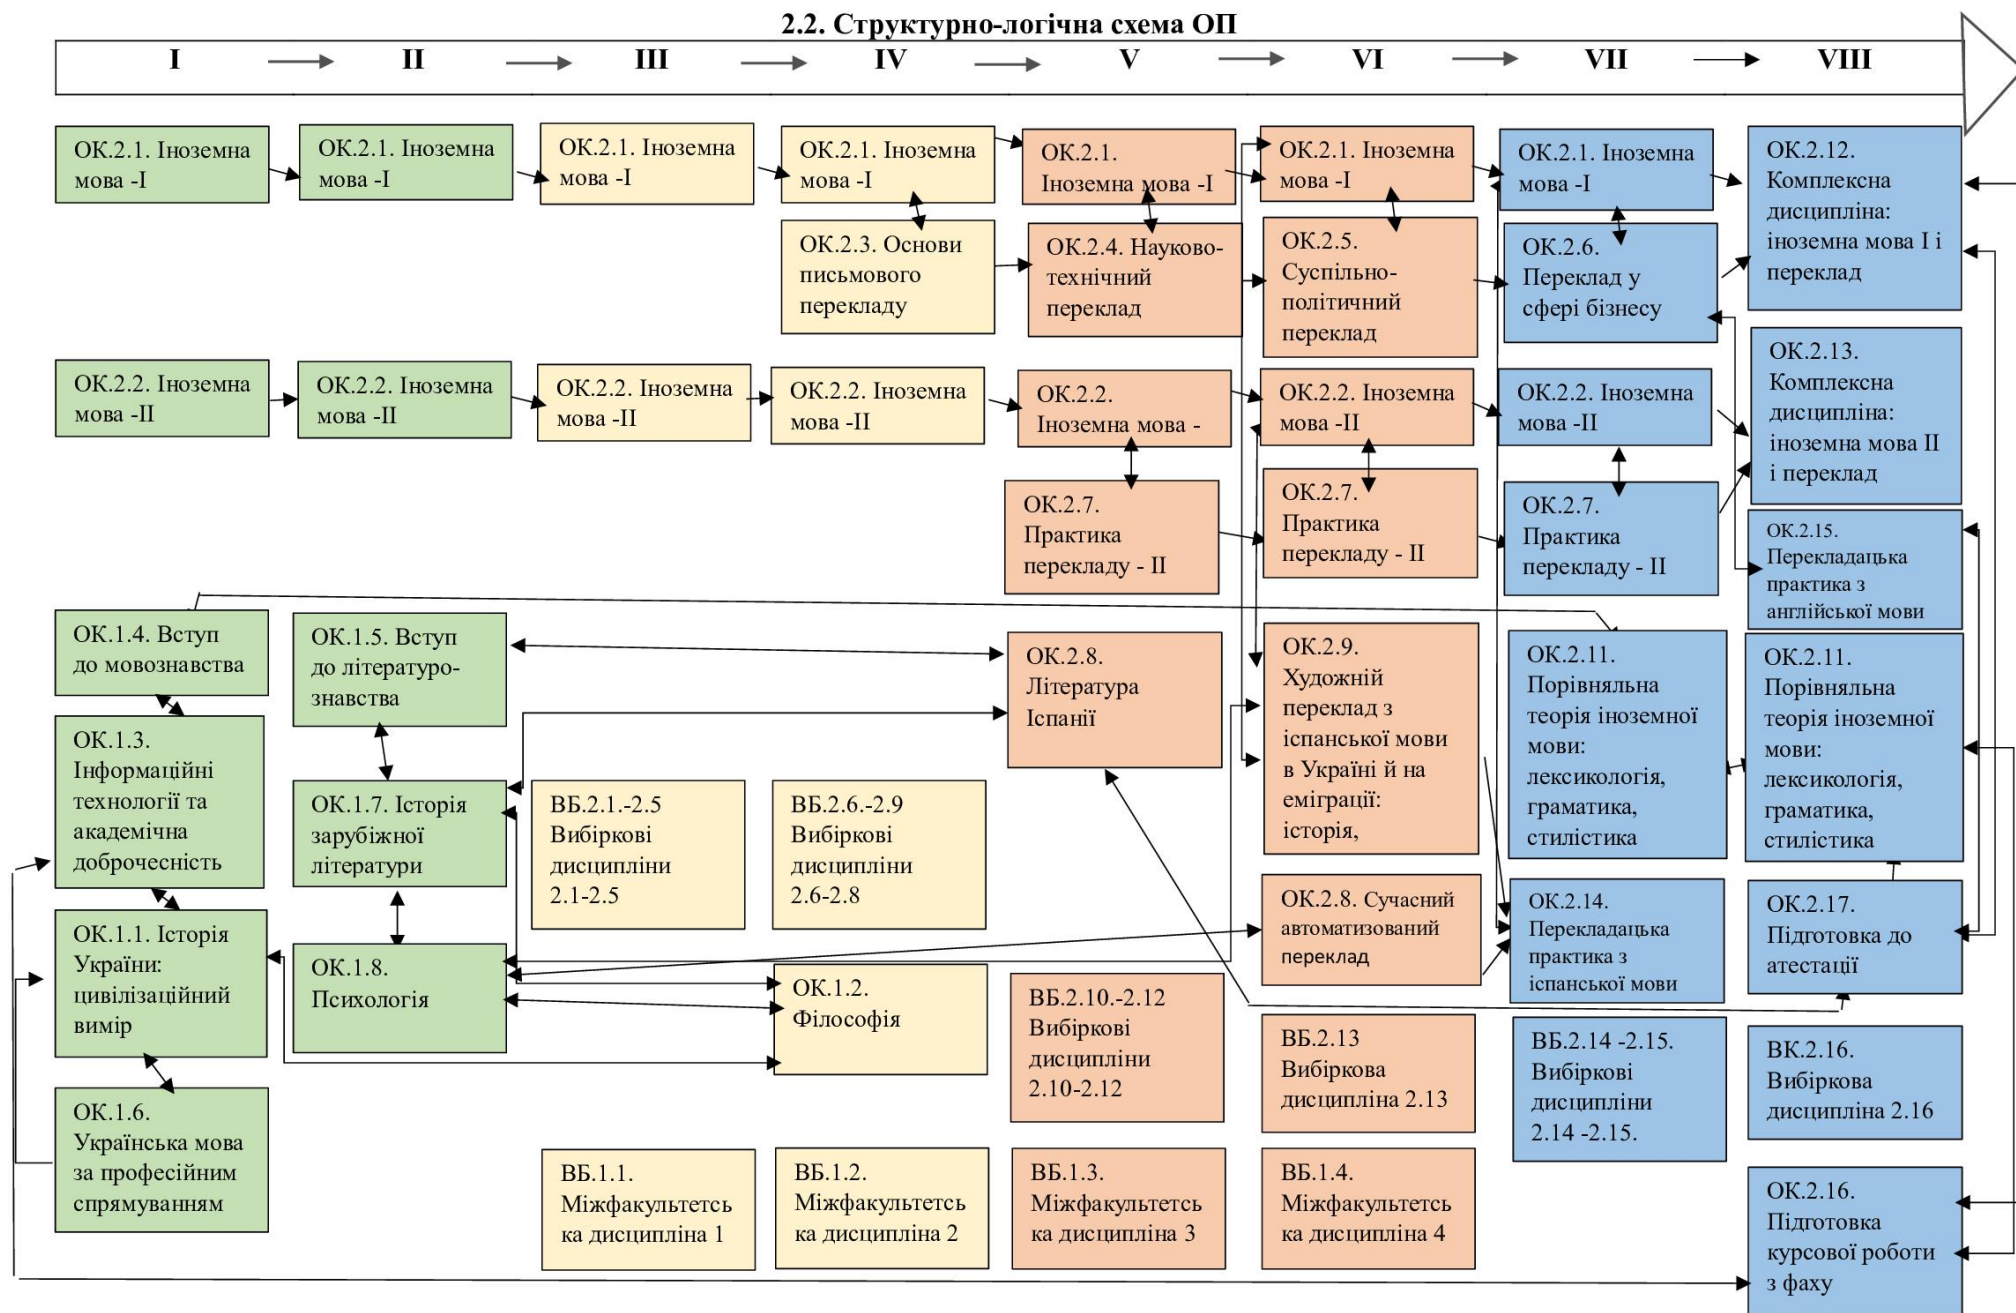 2.2. Структурно-логічна схема ОП
I
II
III
IV
V
VI
VII
VIII
ОК.2.1. Іноземна
мова -I
ОК.2.1. Іноземна
мова -I
ОК.2.1. Іноземна
мова -I
ОК.2.1. Іноземна
мова -I
ОК.2.1.
Іноземна мова -I
ОК.2.1. Іноземна
мова -I
ОК.2.1. Іноземна
мова -I
ОК.2.12.
Комплексна
дисципліна:
іноземна мова I і
переклад
ОК.2.3. Основи
письмового
перекладу
ОК.2.4. Науково-
технічний
переклад
ОК.2.5.
Суспільно-
політичний
переклад
ОК.2.6.
Переклад у
сфері бізнесу
ОК.2.2. Іноземна
мова -II
ОК.2.2. Іноземна
мова -II
ОК.2.2. Іноземна
мова -II
ОК.2.2. Іноземна
мова -II
ОК.2.2.
Іноземна мова -
ОК.2.2. Іноземна
мова -II
ОК.2.2. Іноземна
мова -II
ОК.2.13.
Комплексна
дисципліна:
іноземна мова II
і переклад
ОК.2.7.
Практика
перекладу - II
ОК.2.7.
Практика
перекладу - II
ОК.2.7.
Практика
перекладу - II
ОК.2.15.
Перекладацька
практика з
англійської мови
ОК.1.4. Вступ
до мовознавства
ОК.1.5. Вступ
до літературо-
знавства
ОК.2.8.
Література
Іспанії
ОК.2.9.
Художній
переклад з
іспанської мови
в Україні й на
еміграції:
історія,
ОК.2.11.
Порівняльна
теорія іноземної
мови:
лексикологія,
граматика,
стилістика
ОК.2.11.
Порівняльна
теорія іноземної
мови:
лексикологія,
граматика,
стилістика
ОК.1.3.
Інформаційні
технології та
академічна
доброчесність
ОК.1.7. Історія
зарубіжної
літератури
ВБ.2.1.-2.5
Вибіркові
дисципліни
2.1-2.5
ВБ.2.6.-2.9
Вибіркові
дисципліни
2.6-2.8
ОК.1.1. Історія
України:
цивілізаційний
вимір
ОК.1.8.
Психологія
ОК.1.2.
Філософія
ОК.2.8. Сучасний
автоматизований
переклад
ОК.2.14.
Перекладацька
практика з
іспанської мови
ОК.2.17.
Підготовка до
атестації
ВБ.2.10.-2.12
Вибіркові
дисципліни
2.10-2.12
ВБ.2.13
Вибіркова
дисципліна 2.13
ВБ.2.14 -2.15.
Вибіркові
дисципліни
2.14 -2.15.
ВК.2.16.
Вибіркова
дисципліна 2.16
ОК.1.6.
Українська мова
за професійним
спрямуванням
ВБ.1.1.
Міжфакультетсь
ка дисципліна 1
ВБ.1.2.
Міжфакультетсь
ка дисципліна 2
ВБ.1.3.
Міжфакультетсь
ка дисципліна 3
ВБ.1.4.
Міжфакультетсь
ка дисципліна 4
ОК.2.16.
Підготовка
курсової роботи
з фаху